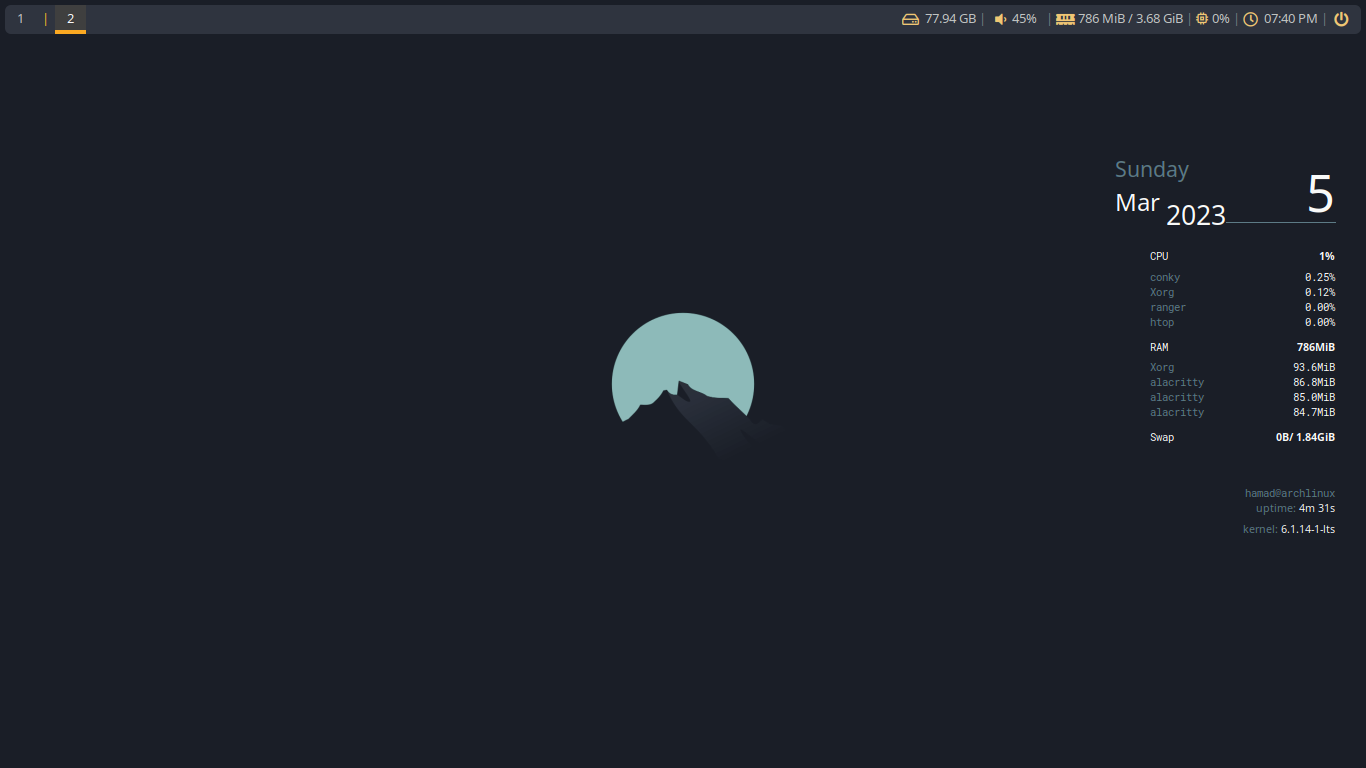 1 | 2 77.94 GB | 45% | 786 MiB / 3.68 GiB | 0% | 07:40 PM |
Sunday
Mar 2023 5
CPU 1%
conky 0.25%
Xorg 0.12%
ranger 0.00%
htop 0.00%
RAM 786MiB
Xorg 93.6MiB
alacritty 86.8MiB
alacritty 85.0MiB
alacritty 84.7MiB
Swap 0B/ 1.84GiB
hamad@archlinux
uptime: 4m 31s
kernel: 6.1.14-1-lts